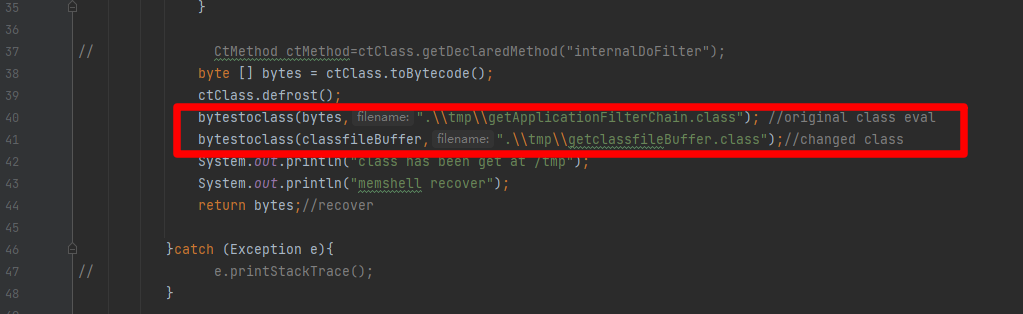 35 }
36
37 // CtMethod ctMethod=ctClass.getDeclaredMethod("internalDoFilter");
38 byte [] bytes = ctClass.toBytecode();
39 ctClass.defrost();
40 bytestoclass(bytes, filename: ".\\tmp\\getApplicationFilterChain.class"); //original class eval
41 bytestoclass(classfileBuffer, filename: ".\\tmp\\getclassfileBuffer.class");//changed class
42 System.out.println("class has been get at /tmp");
43 System.out.println("memshell recover");
44 return bytes;//recover
45
46 }catch (Exception e){
47 // e.printStackTrace();
48 }